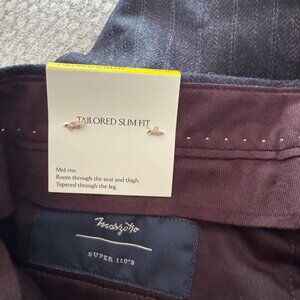 TAILORED SLIM FIT
Mid rise.
Room through the seat and thigh.
Tapered through the leg.
Marzotto
SUPER 110'S